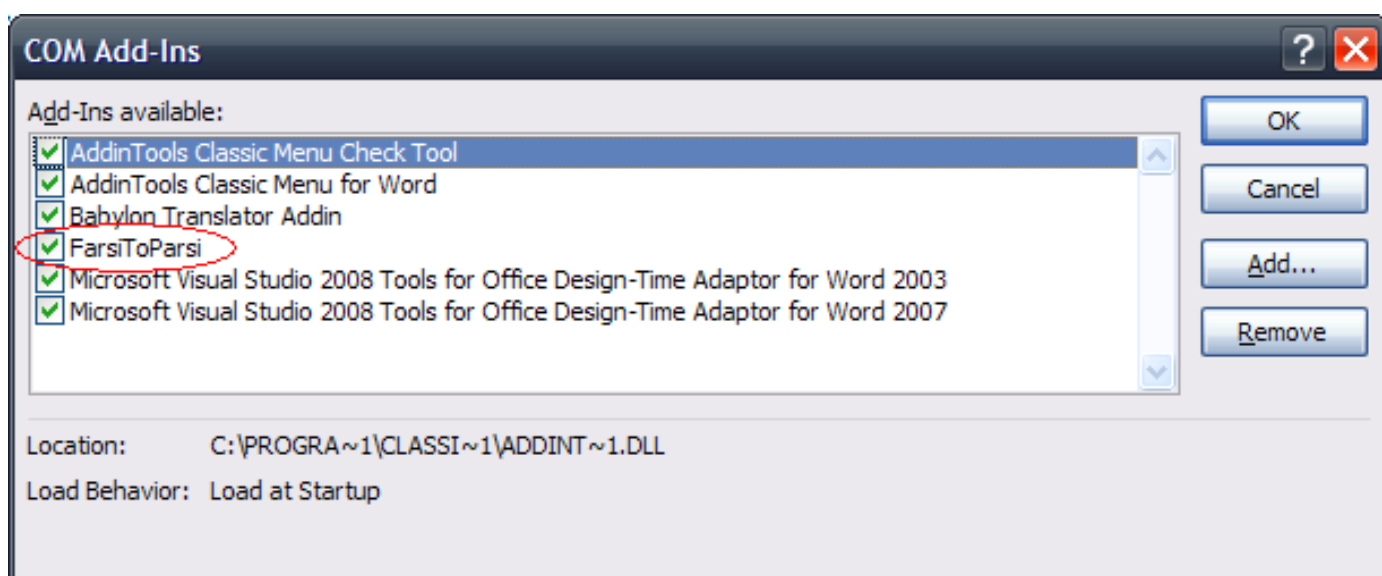 COM Add-Ins
Add-Ins available:
AddinTools Classic Menu Check Tool
AddinTools Classic Menu for Word
Babylon Translator Addin
FarsiToParsi
Microsoft Visual Studio 2008 Tools for Office Design-Time Adaptor for Word 2003
Microsoft Visual Studio 2008 Tools for Office Design-Time Adaptor for Word 2007
OK
Cancel
Add...
Remove
Location: C:\PROGRA~1\CLASSI~1\ADDINT~1.DLL
Load Behavior: Load at Startup